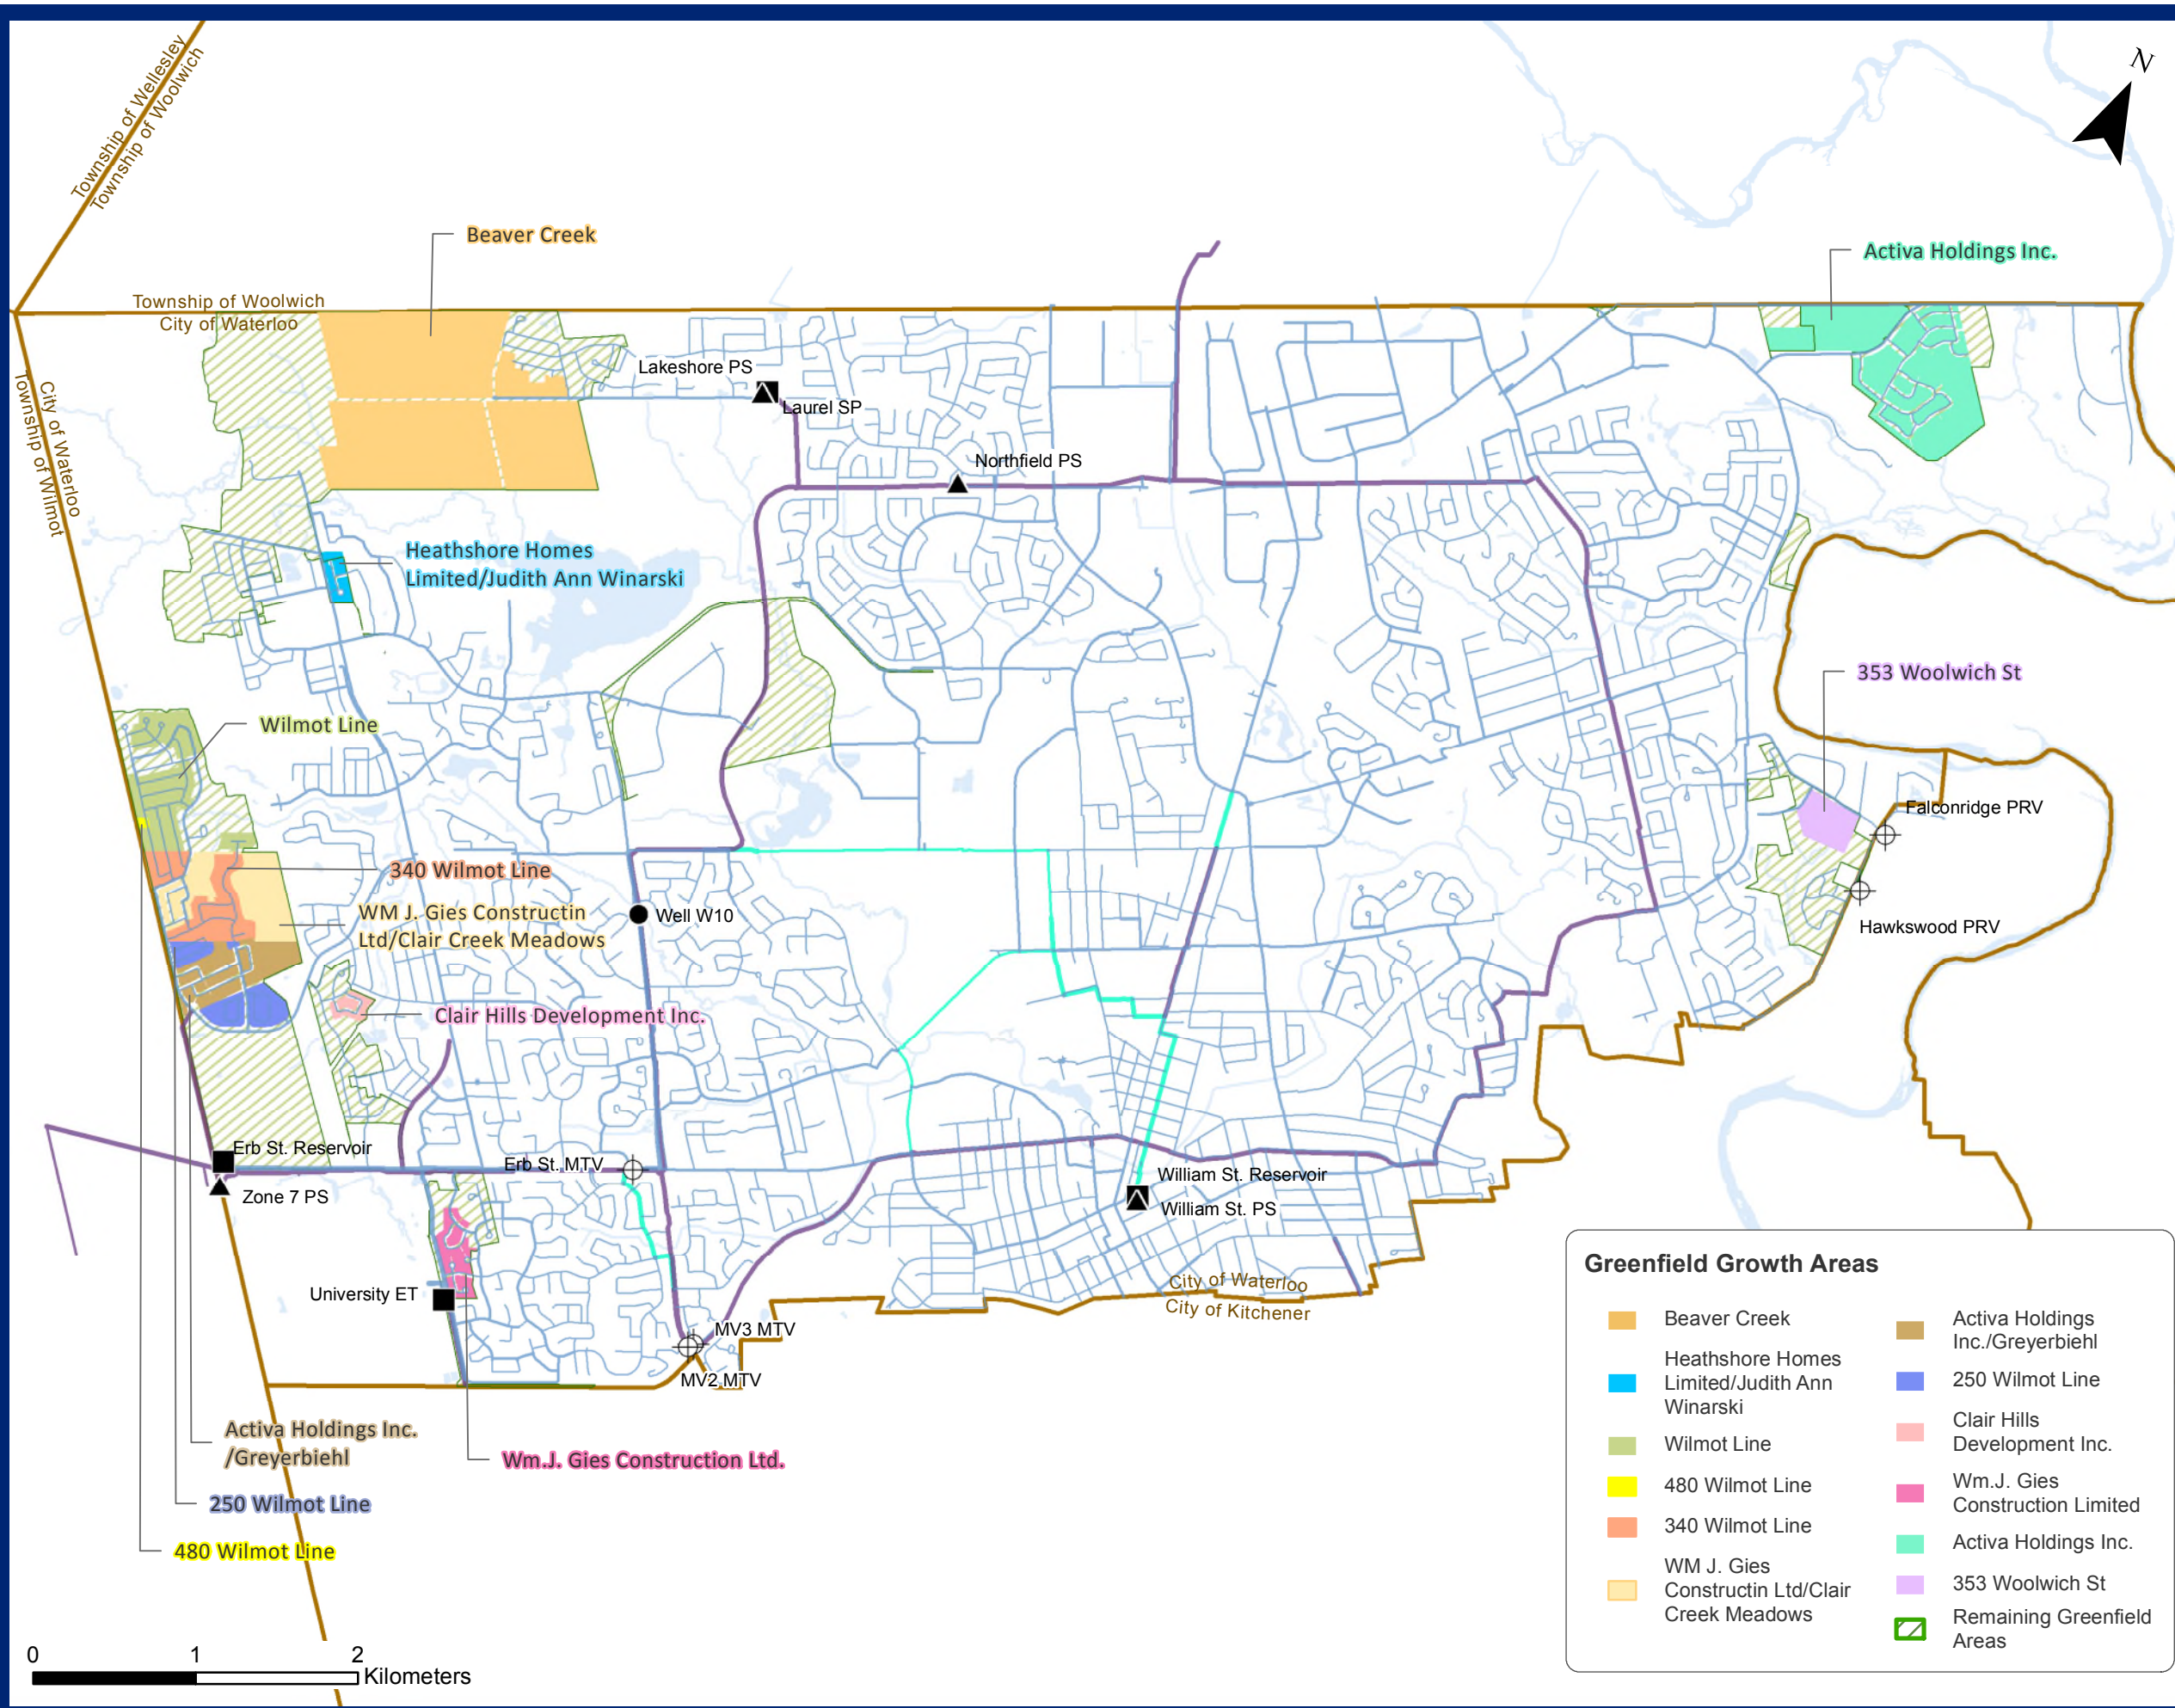 N
Township of Wellesley
Township of Woolwich
Beaver Creek
Activa Holdings Inc.
Township of Woolwich
City of Waterloo
City of Waterloo
Township of Wilmot
Lakeshore PS
Laurel SP
Northfield PS
Heathshore Homes
Limited/Judith Ann Winarski
353 Woolwich St
Wilmot Line
Falconridge PRV
340 Wilmot Line
WM J. Gies Constructin
Ltd/Clair Creek Meadows
Well W10
Hawkswood PRV
Clair Hills Development Inc.
Erb St. Reservoir
Erb St. MTV
Zone 7 PS
William St. Reservoir
William St. PS
University ET
City of Waterloo
City of Kitchener
MV3 MTV
MV2 MTV
Activa Holdings Inc.
/Greyerbiehl
Wm.J. Gies Construction Ltd.
250 Wilmot Line
480 Wilmot Line
0 1 2
Kilometers
Greenfield Growth Areas
Beaver Creek
Heathshore Homes
Limited/Judith Ann
Winarski
Wilmot Line
480 Wilmot Line
340 Wilmot Line
WM J. Gies
Constructin Ltd/Clair
Creek Meadows
Activa Holdings
Inc./Greyerbiehl
250 Wilmot Line
Clair Hills
Development Inc.
Wm.J. Gies
Construction Limited
Activa Holdings Inc.
353 Woolwich St
Remaining Greenfield
Areas